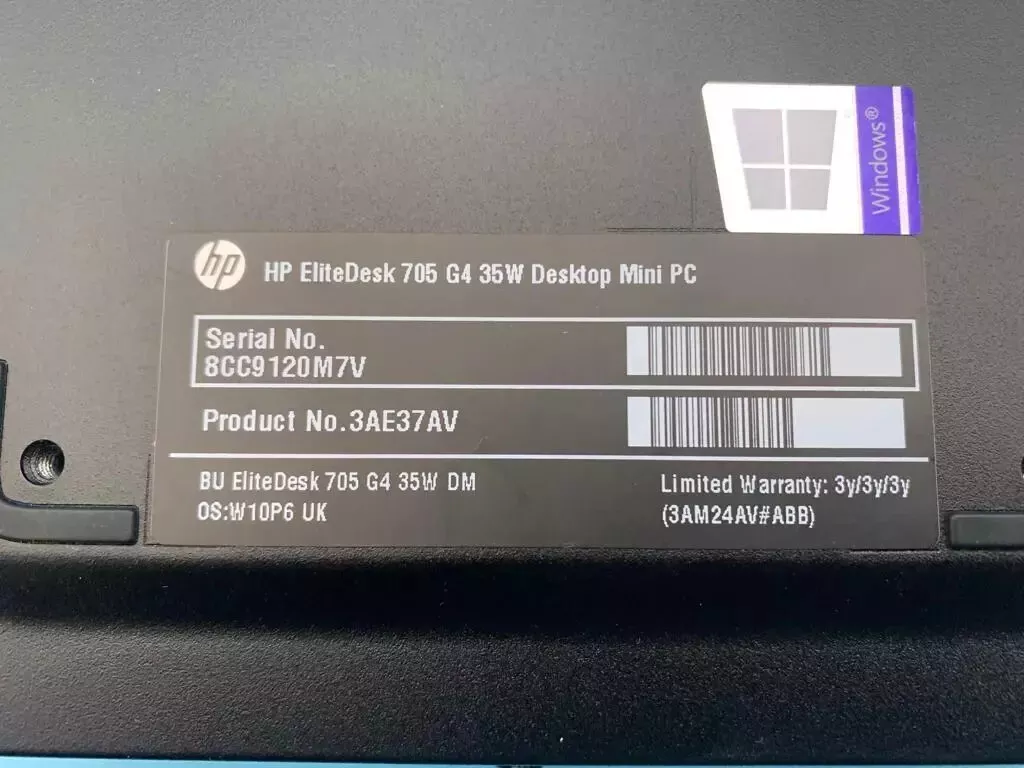 Windows®
hp
HP EliteDesk 705 G4 35W Desktop Mini PC
Serial No.
8CC9120M7V
Product No.3AE37AV
BU EliteDesk 705 G4 35W DM
OS:W10P6 UK
Limited Warranty: 3y/3y/3y
(3AM24AV#ABB)